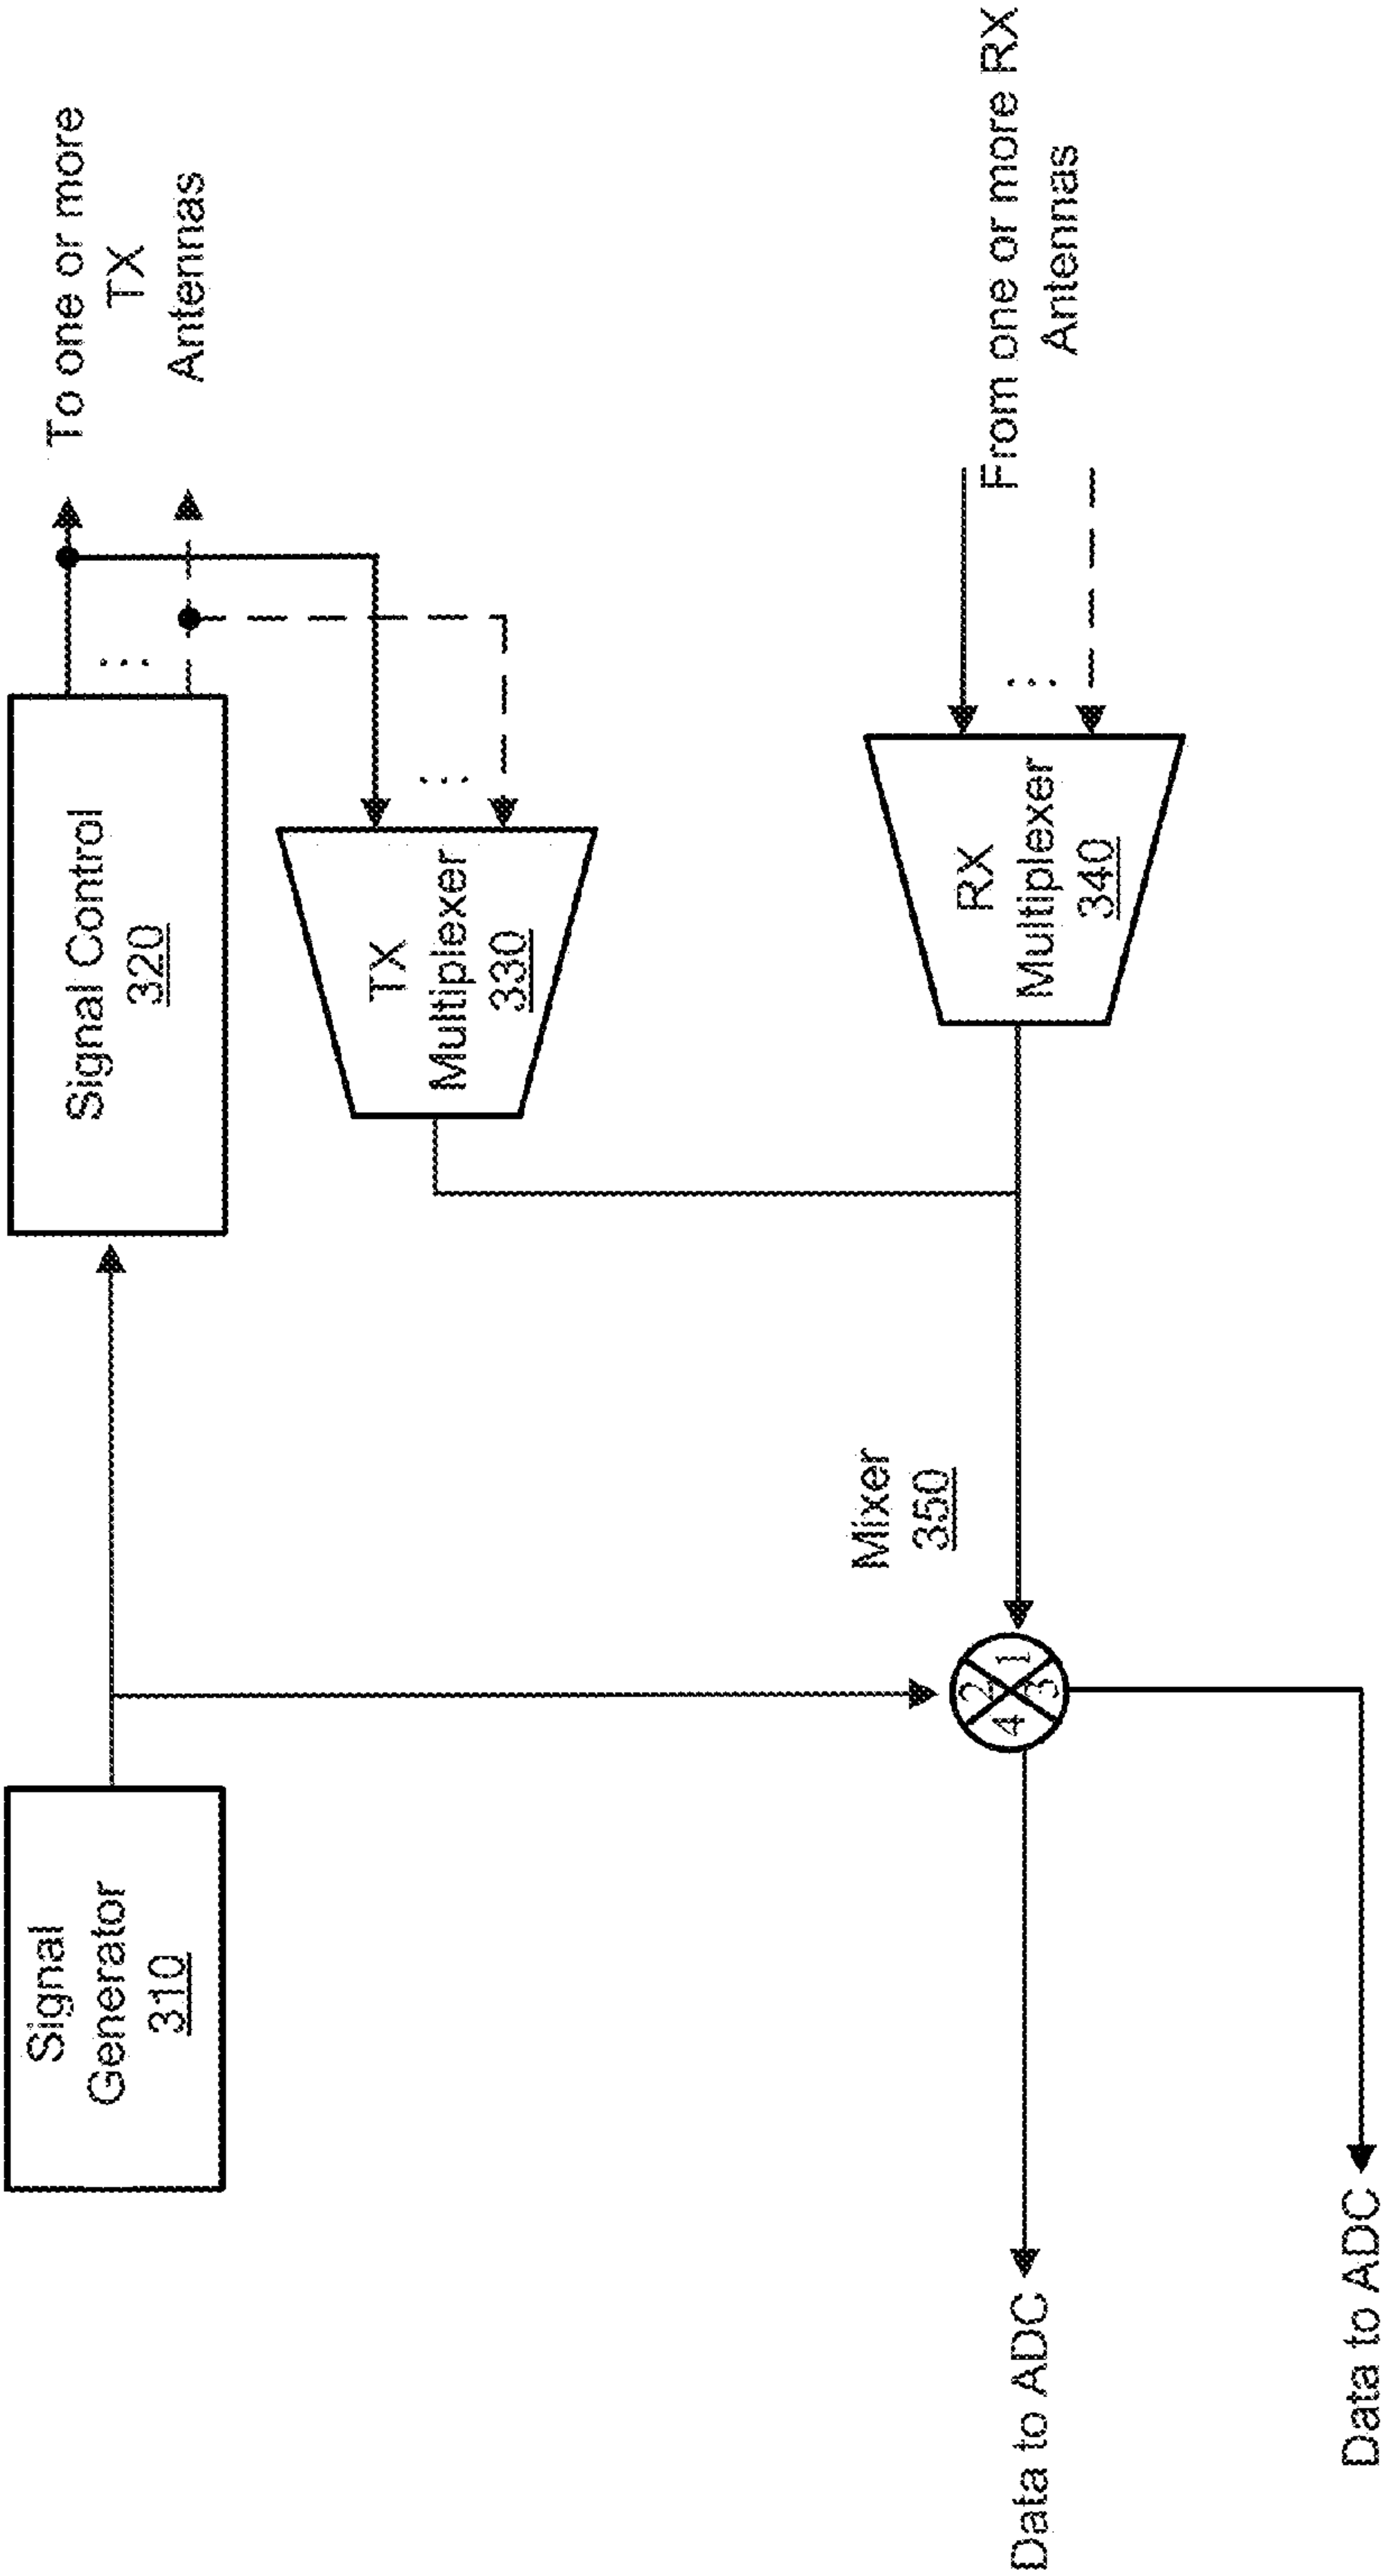 Signal
Generator
310
Signal Control
320
To one or more
TX
Antennas
TX
Multiplexer
330
Mixer
350
RX
Multiplexer
340
From one or more RX
Antennas
2
4
1
3
Data to ADC
Data to ADC